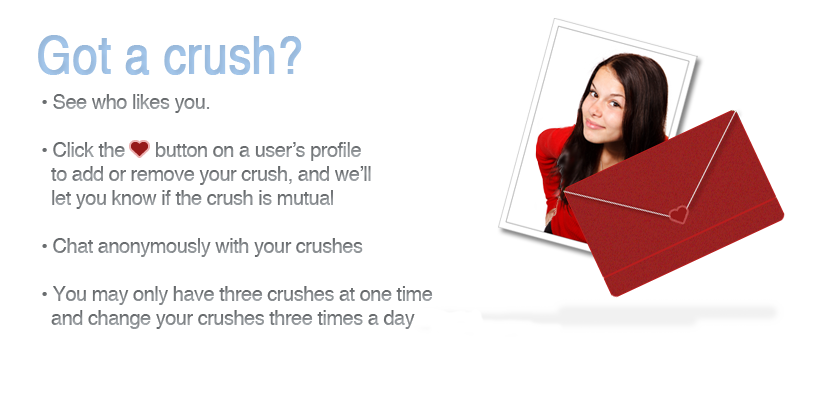 Got a crush?
• See who likes you.
• Click the button on a user's profile
to add or remove your crush, and we'll
let you know if the crush is mutual
• Chat anonymously with your crushes
• You may only have three crushes at one time
and change your crushes three times a day